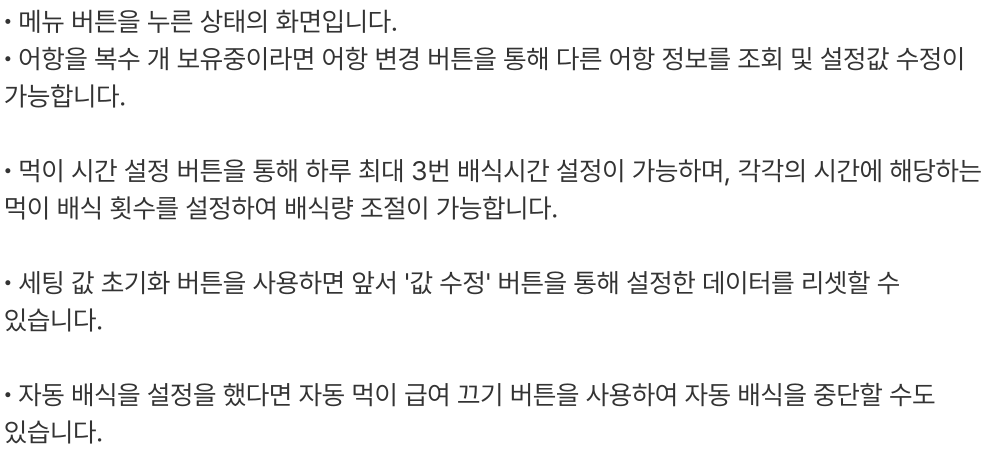 • 메뉴 버튼을 누른 상태의 화면입니다.
• 어항을 복수 개 보유중이라면 어항 변경 버튼을 통해 다른 어항 정보를 조회 및 설정값 수정이
가능합니다.
• 먹이 시간 설정 버튼을 통해 하루 최대 3번 배식시간 설정이 가능하며, 각각의 시간에 해당하는
먹이 배식 횟수를 설정하여 배식량 조절이 가능합니다.
• 세팅 값 초기화 버튼을 사용하면 앞서 '값 수정' 버튼을 통해 설정한 데이터를 리셋할 수
있습니다.
• 자동 배식을 설정을 했다면 자동 먹이 급여 끄기 버튼을 사용하여 자동 배식을 중단할 수도
있습니다.